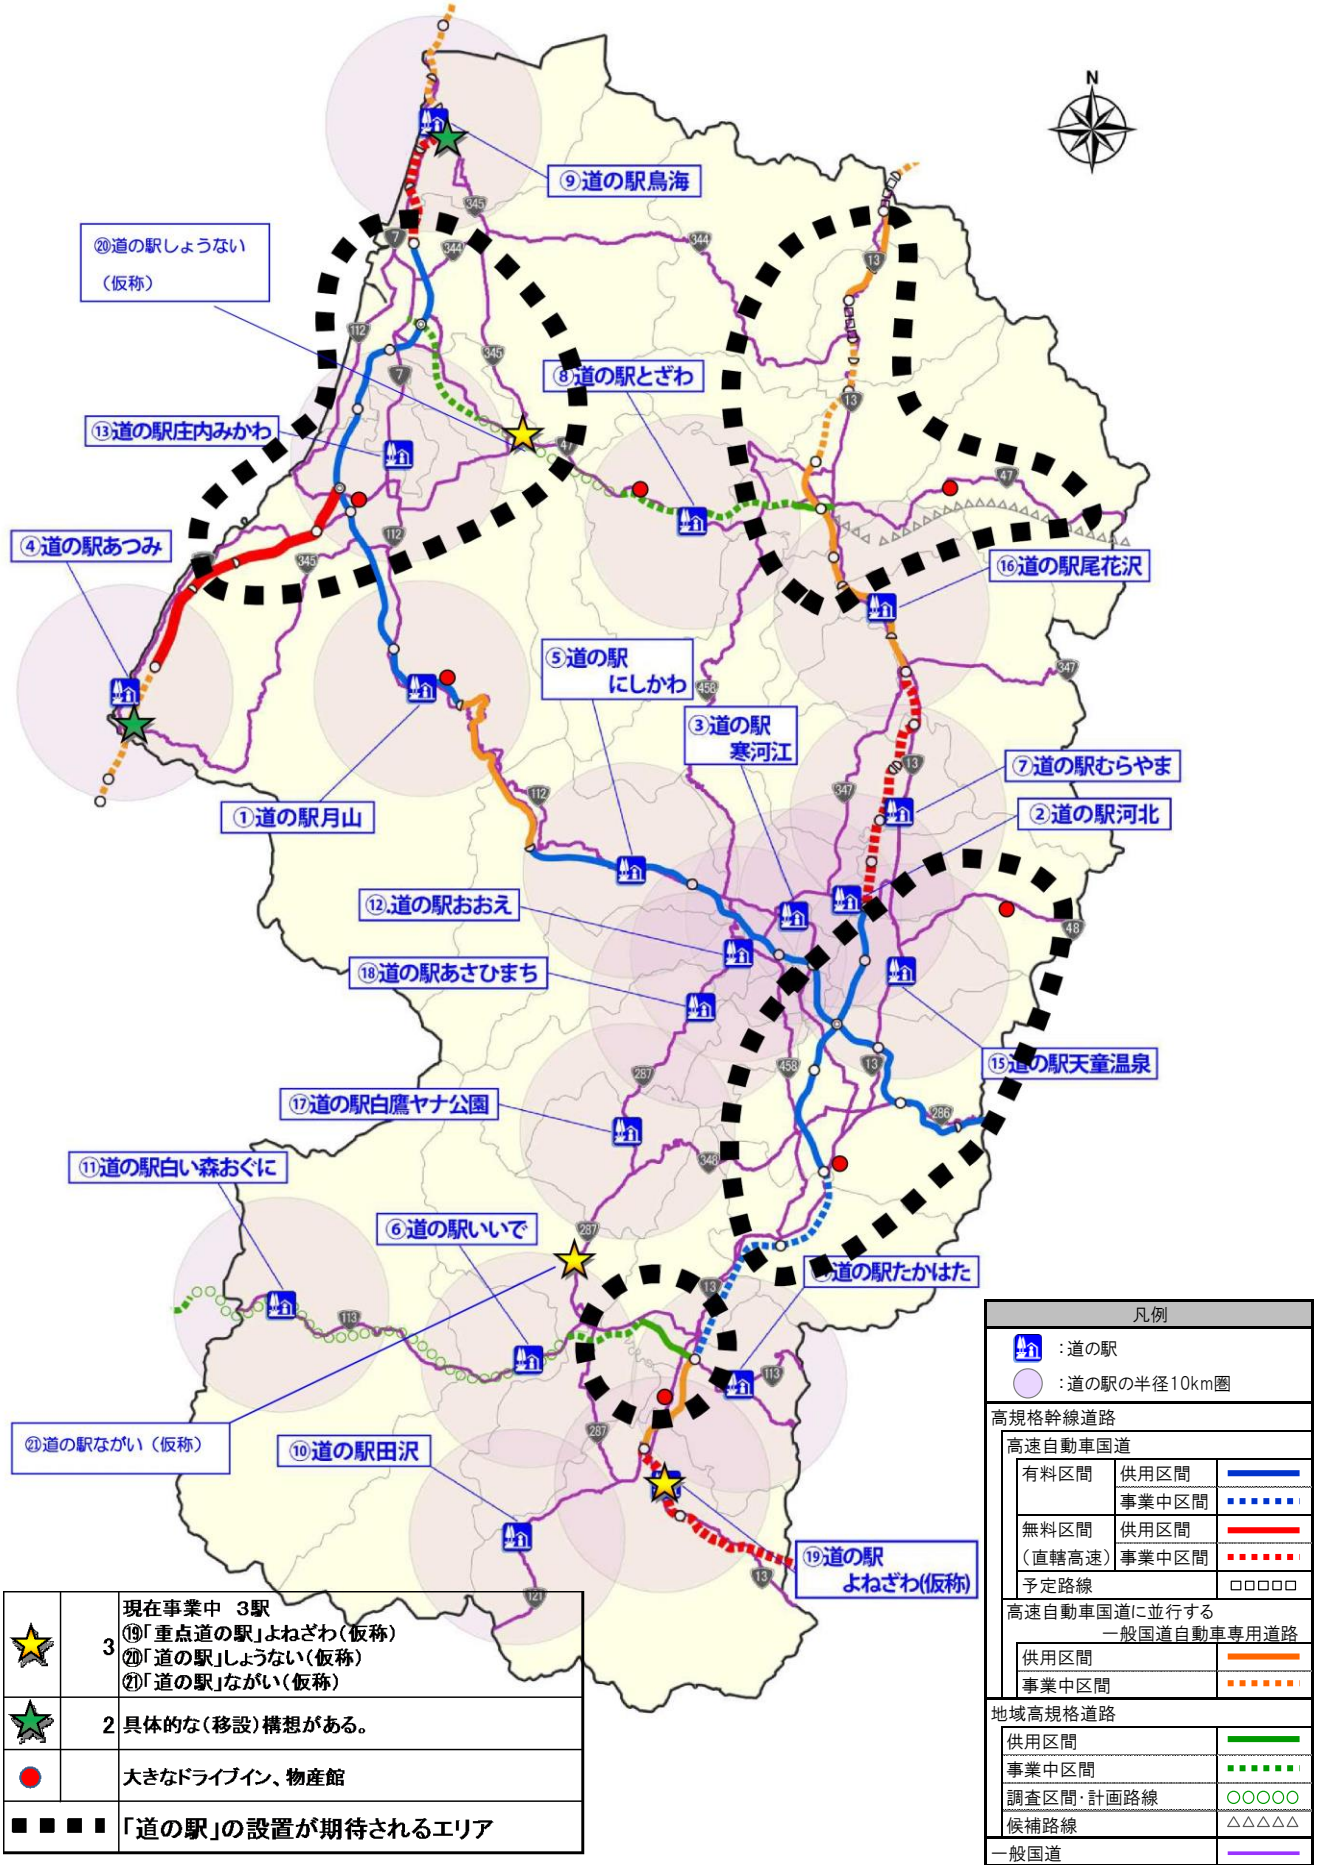 N
⑨道の駅鳥海
345
7
344
344
13
⑳道の駅しょうない
（仮称）
112
345
7
⑧道の駅とざわ
13
⑬道の駅庄内みかわ
47
47
④道の駅あつみ
112
345
⑯道の駅尾花沢
⑤道の駅
にしかわ
347
458
③道の駅
寒河江
13
⑦道の駅むらやま
347
①道の駅月山
112
②道の駅河北
⑫.道の駅おおえ
48
⑱道の駅あさひまち
458
13
⑮道の駅天童温泉
287
⑰道の駅白鷹ヤナ公園
286
348
⑪道の駅白い森おぐに
⑥道の駅いいで
287
道の駅たかはた
13
113
113
㉑道の駅ながい（仮称）
⑩道の駅田沢
287
⑲道の駅
よねざわ(仮称)
13
121
3
現在事業中　3駅
⑲「重点道の駅」よねざわ（仮称）
⑳「道の駅」しょうない（仮称）
㉑「道の駅」ながい（仮称）
2
具体的な（移設）構想がある。
大きなドライブイン、物産館
「道の駅」の設置が期待されるエリア
凡例
：道の駅
：道の駅の半径10km圏
高規格幹線道路
高速自動車国道
有料区間
供用区間
事業中区間
無料区間
（直轄高速）
供用区間
事業中区間
予定路線
高速自動車国道に並行する
一般国道自動車専用道路
供用区間
事業中区間
地域高規格道路
供用区間
事業中区間
調査区間・計画路線
候補路線
一般国道